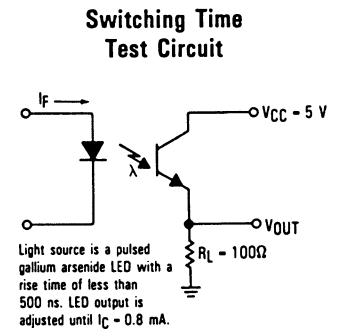 Switching Time
Test Circuit
IF
VCC = 5 V
λ
VOUT
RL = 100Ω
Light source is a pulsed
gallium arsenide LED with a
rise time of less than
500 ns. LED output is
adjusted until IC = 0.8 mA.